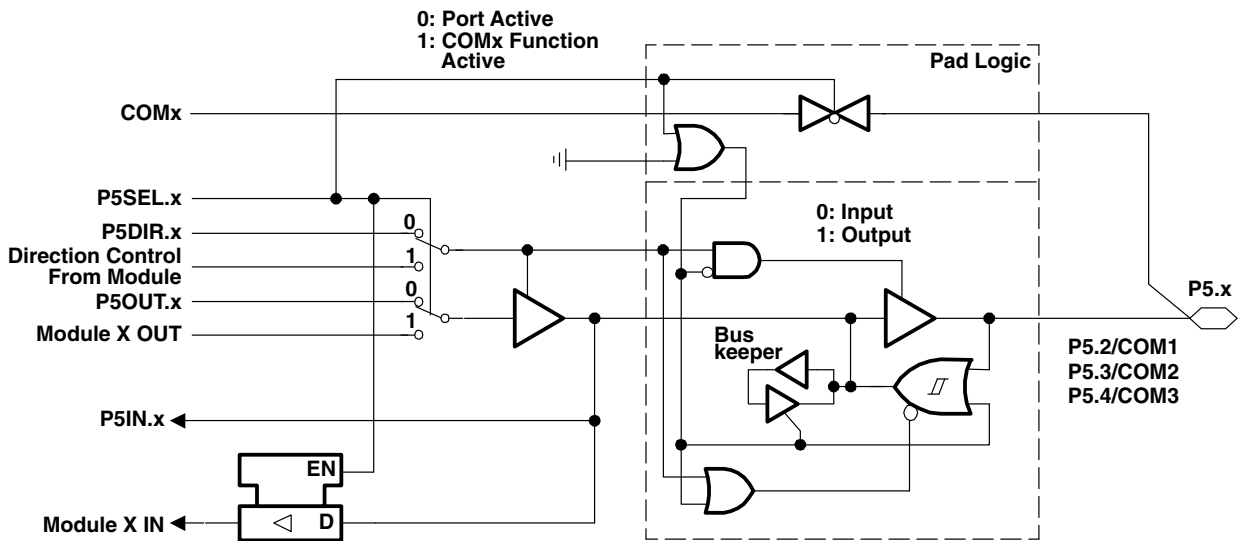 0: Port Active
1: COMx Function
Active
Pad Logic
COMx
P5SEL.x
0: Input
1: Output
P5DIR.x
0
Direction Control
From Module
1
P5OUT.x
0
Module X OUT
1
P5.x
Bus
keeper
P5.2/COM1
P5.3/COM2
P5.4/COM3
P5IN.x
EN
D
Module X IN